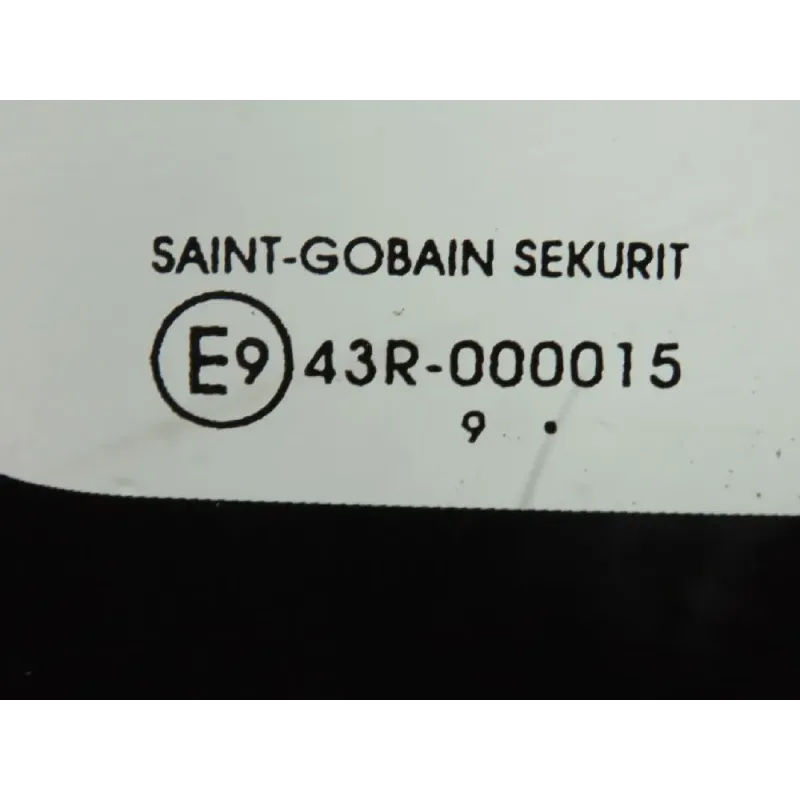 SAINT-GOBAIN SEKURIT
E9 43R-000015
9 .